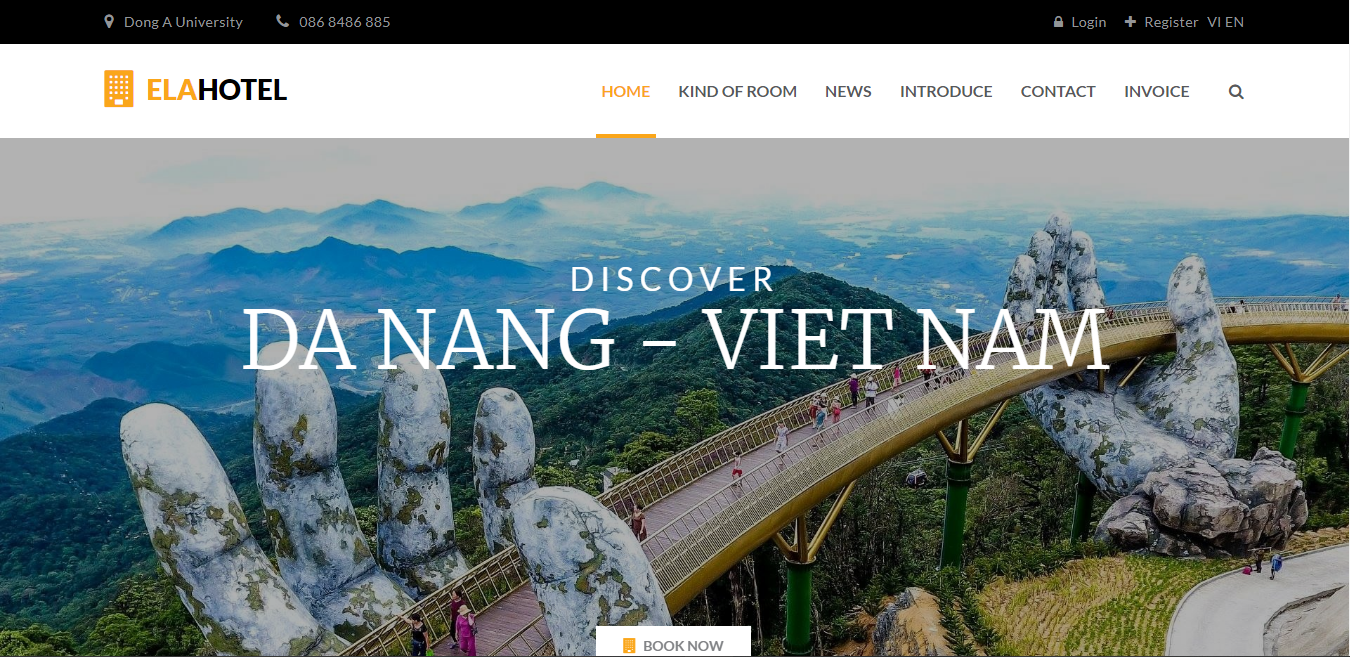 Dong A University 086 8486 885 Login Register VI EN
ELAHOTEL HOME KIND OF ROOM NEWS INTRODUCE CONTACT INVOICE
DISCOVER
DA NANG – VIET NAM
BOOK NOW